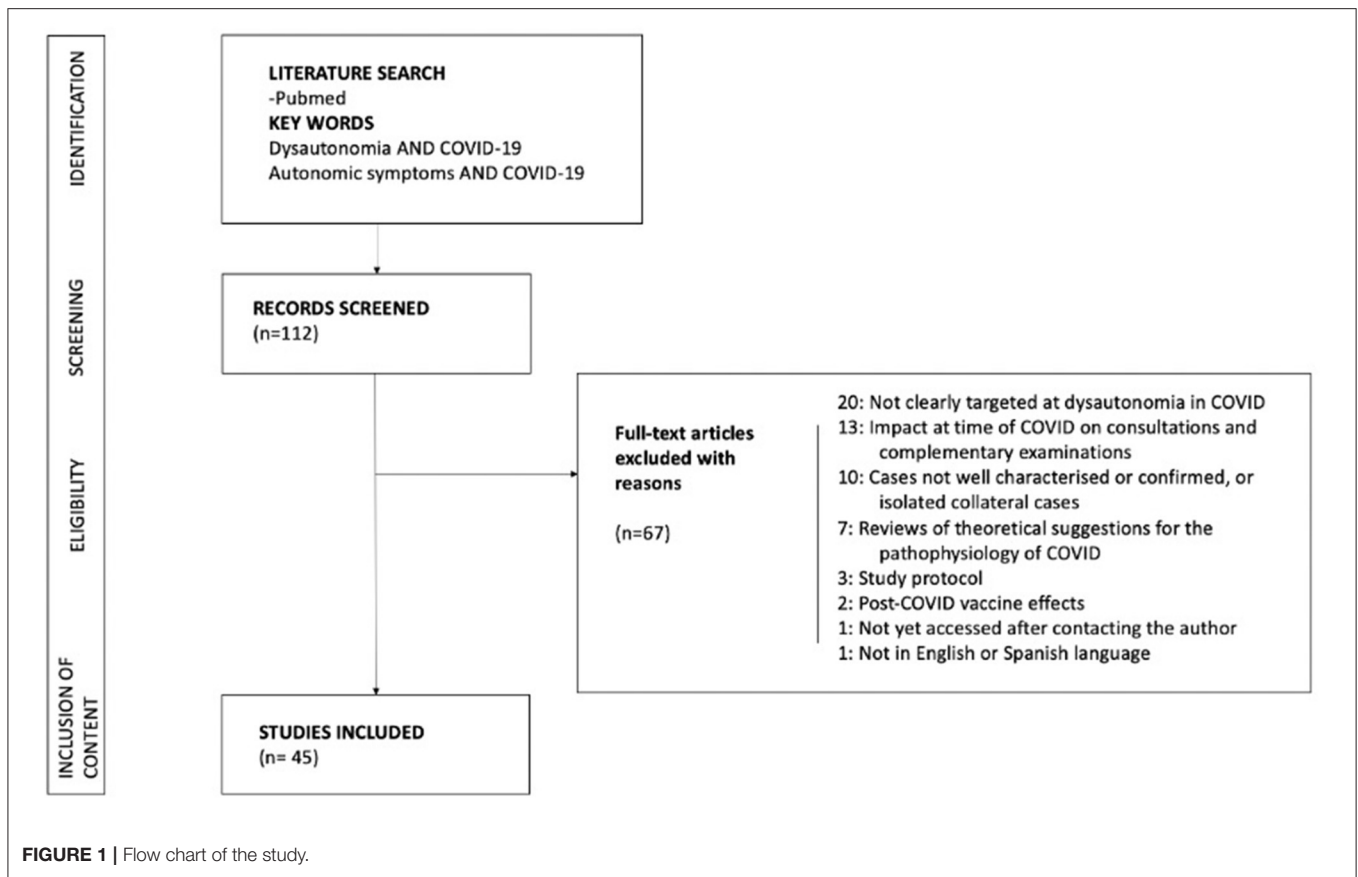 IDENTIFICATION
LITERATURE SEARCH
-Pubmed
KEY WORDS
Dysautonomia AND COVID-19
Autonomic symptoms AND COVID-19
SCREENING
RECORDS SCREENED
(n=112)
ELIGIBILITY
Full-text articles
excluded with
reasons
(n=67)
20: Not clearly targeted at dysautonomia in COVID
13: Impact at time of COVID on consultations and
complementary examinations
10: Cases not well characterised or confirmed, or
isolated collateral cases
7: Reviews of theoretical suggestions for the
pathophysiology of COVID
3: Study protocol
2: Post-COVID vaccine effects
1: Not yet accessed after contacting the author
1: Not in English or Spanish language
INCLUSION OF
CONTENT
STUDIES INCLUDED
(n= 45)
FIGURE 1 | Flow chart of the study.